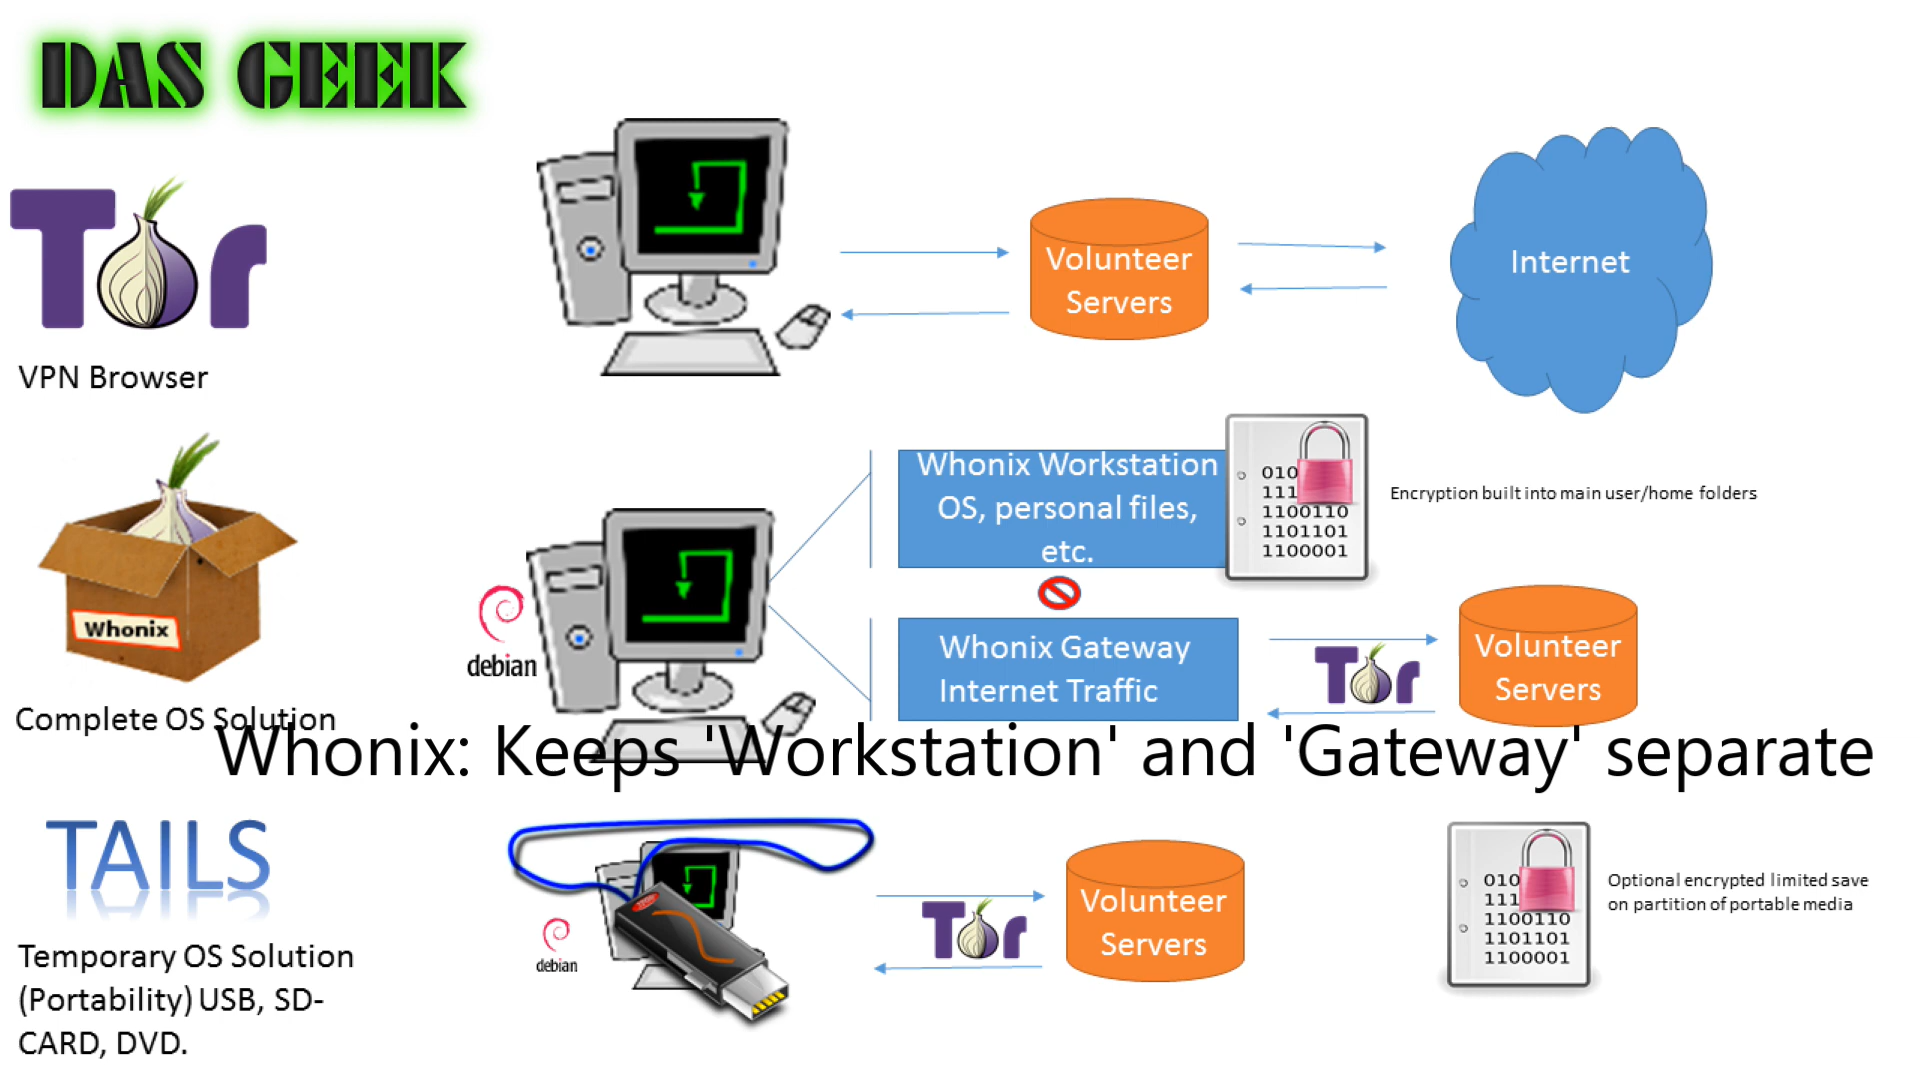 DAS GEEK
Tor
VPN Browser
Volunteer
Servers
Internet
Whonix
Complete OS Solution
debian
Whonix Workstation
OS, personal files,
etc.
010
111
1100110
1101101
1100001
Encryption built into main user/home folders
Whonix Gateway
Internet Traffic
Tor
Volunteer
Servers
Whonix: Keeps 'Workstation' and 'Gateway' separate
TAILS
Temporary OS Solution
(Portability) USB, SD-
CARD, DVD.
debian
Tor
Volunteer
Servers
010
111
1100110
1101101
1100001
Optional encrypted limited save
on partition of portable media